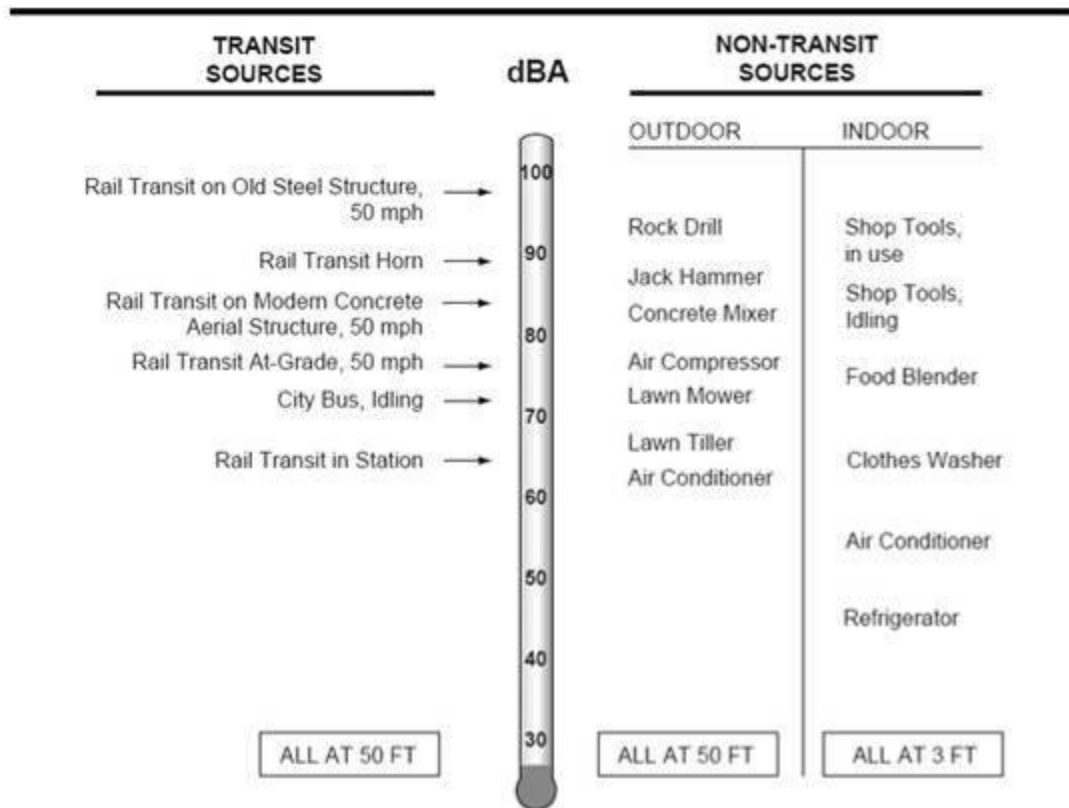 TRANSIT
SOURCES
dBA
NON-TRANSIT
SOURCES
OUTDOOR
INDOOR
Rail Transit on Old Steel Structure,
50 mph
Rail Transit Horn
Rail Transit on Modern Concrete
Aerial Structure, 50 mph
Rail Transit At-Grade, 50 mph
City Bus, Idling
Rail Transit in Station
ALL AT 50 FT
100
90
80
70
60
50
40
30
Rock Drill
Jack Hammer
Concrete Mixer
Air Compressor
Lawn Mower
Lawn Tiller
Air Conditioner
ALL AT 50 FT
Shop Tools,
in use
Shop Tools,
Idling
Food Blender
Clothes Washer
Air Conditioner
Refrigerator
ALL AT 3 FT